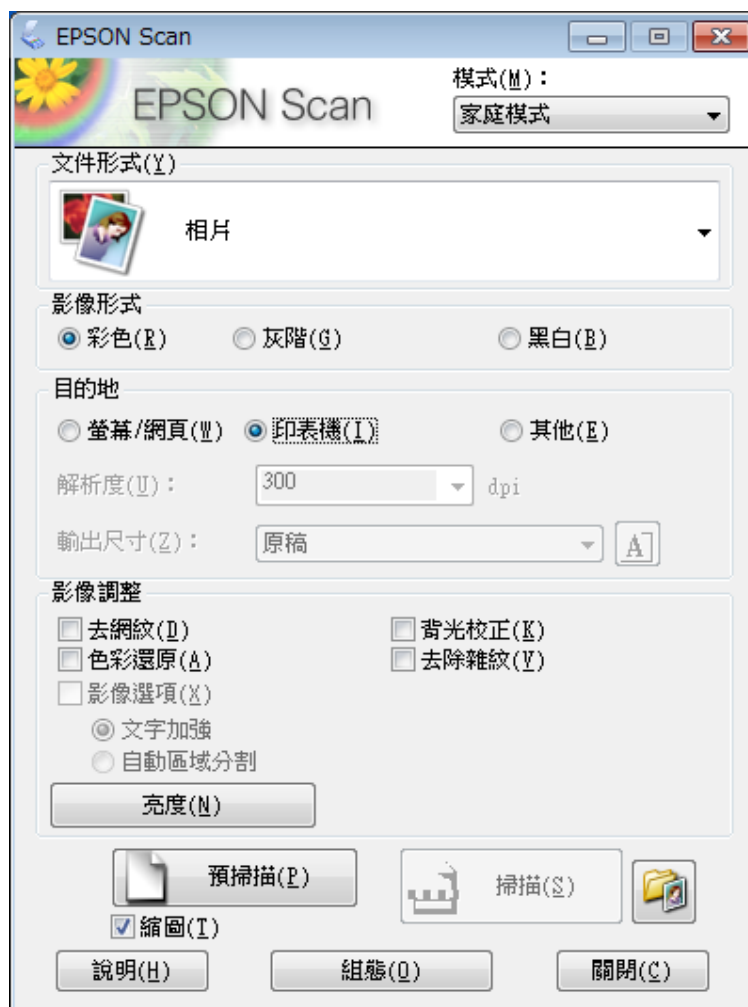 EPSON Scan
EPSON Scan
模式(M)：
家庭模式
文件形式(Y)
相片
影像形式
彩色(R) 灰階(G) 黑白(B)
目的地
螢幕/網頁(W) 印表機(I) 其他(E)
解析度(U)： 300 dpi
輸出尺寸(Z)： 原稿 A
影像調整
去網紋(D) 背光校正(K)
色彩還原(A) 去除雜紋(V)
影像選項(X)
文字加強
自動區域分割
亮度(N)
預掃描(P) 掃描(S)
縮圖(T)
說明(H) 組態(O) 關閉(C)